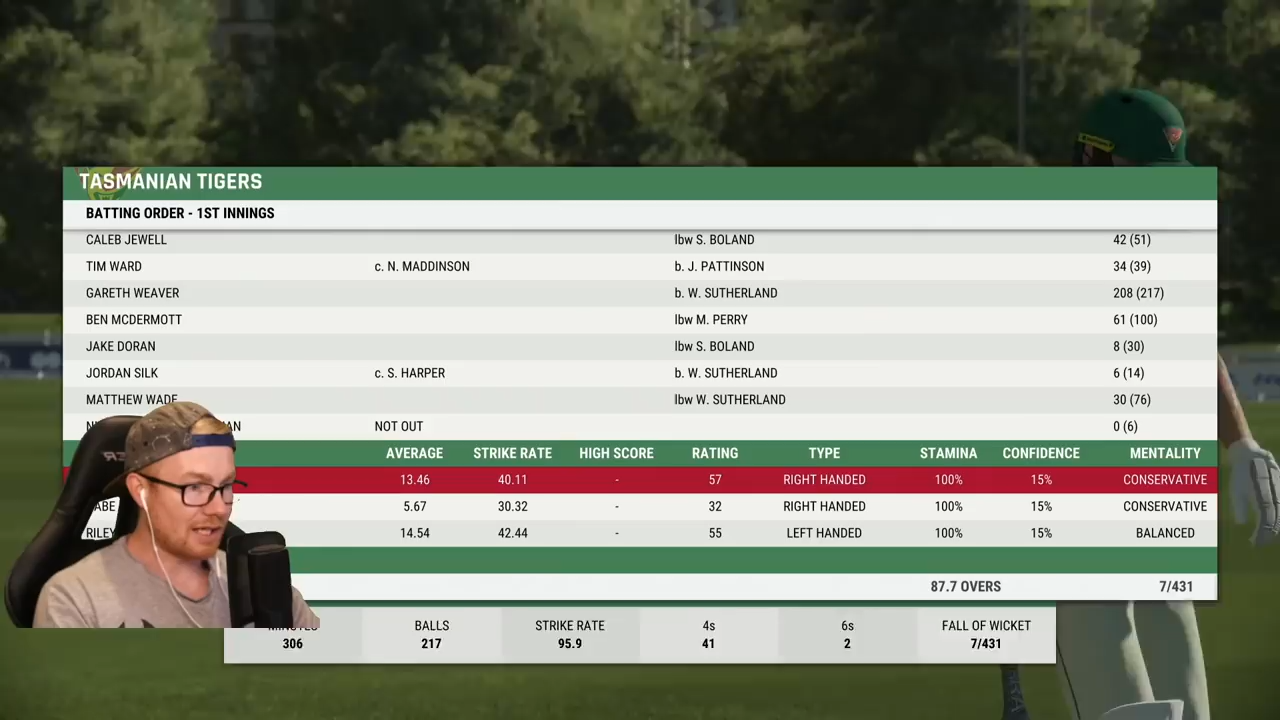 TASMANIAN TIGERS
BATTING ORDER - 1ST INNINGS
CALEB JEWELL lbw S. BOLAND 42 (51)
TIM WARD c. N. MADDINSON b. J. PATTINSON 34 (39)
GARETH WEAVER b. W. SUTHERLAND 208 (217)
BEN MCDERMOTT lbw M. PERRY 61 (100)
JAKE DORAN lbw S. BOLAND 8 (30)
JORDAN SILK c. S. HARPER b. W. SUTHERLAND 6 (14)
MATTHEW WADE lbw W. SUTHERLAND 30 (76)
NOT OUT 0 (6)
AVERAGE STRIKE RATE HIGH SCORE RATING TYPE STAMINA CONFIDENCE MENTALITY
13.46 40.11 - 57 RIGHT HANDED 100% 15% CONSERVATIVE
5.67 30.32 - 32 RIGHT HANDED 100% 15% CONSERVATIVE
RILEY 14.54 42.44 - 55 LEFT HANDED 100% 15% BALANCED
87.7 OVERS 7/431
MINUTES BALLS STRIKE RATE 4s 6s FALL OF WICKET
306 217 95.9 41 2 7/431